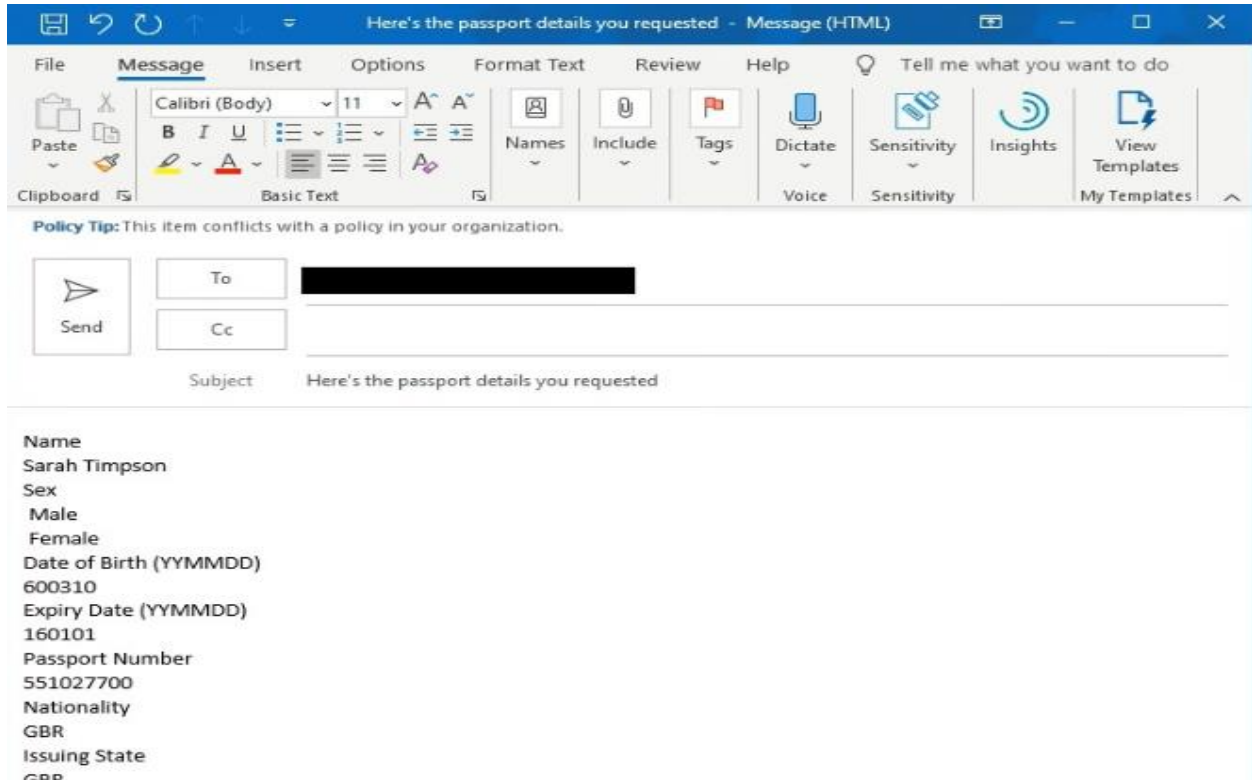 Here's the passport details you requested - Message (HTML)
File Message Insert Options Format Text Review Help Tell me what you want to do
Paste
Clipboard
Calibri (Body) 11 A A
B I U
A
Basic Text
Names
Include
Tags
Dictate
Voice
Sensitivity
Sensitivity
Insights
View
Templates
My Templates
Policy Tip: This item conflicts with a policy in your organization.
Send
To
Cc
Subject Here's the passport details you requested
Name
Sarah Timpson
Sex
Male
Female
Date of Birth (YYMMDD)
600310
Expiry Date (YYMMDD)
160101
Passport Number
551027700
Nationality
GBR
Issuing State
GBR